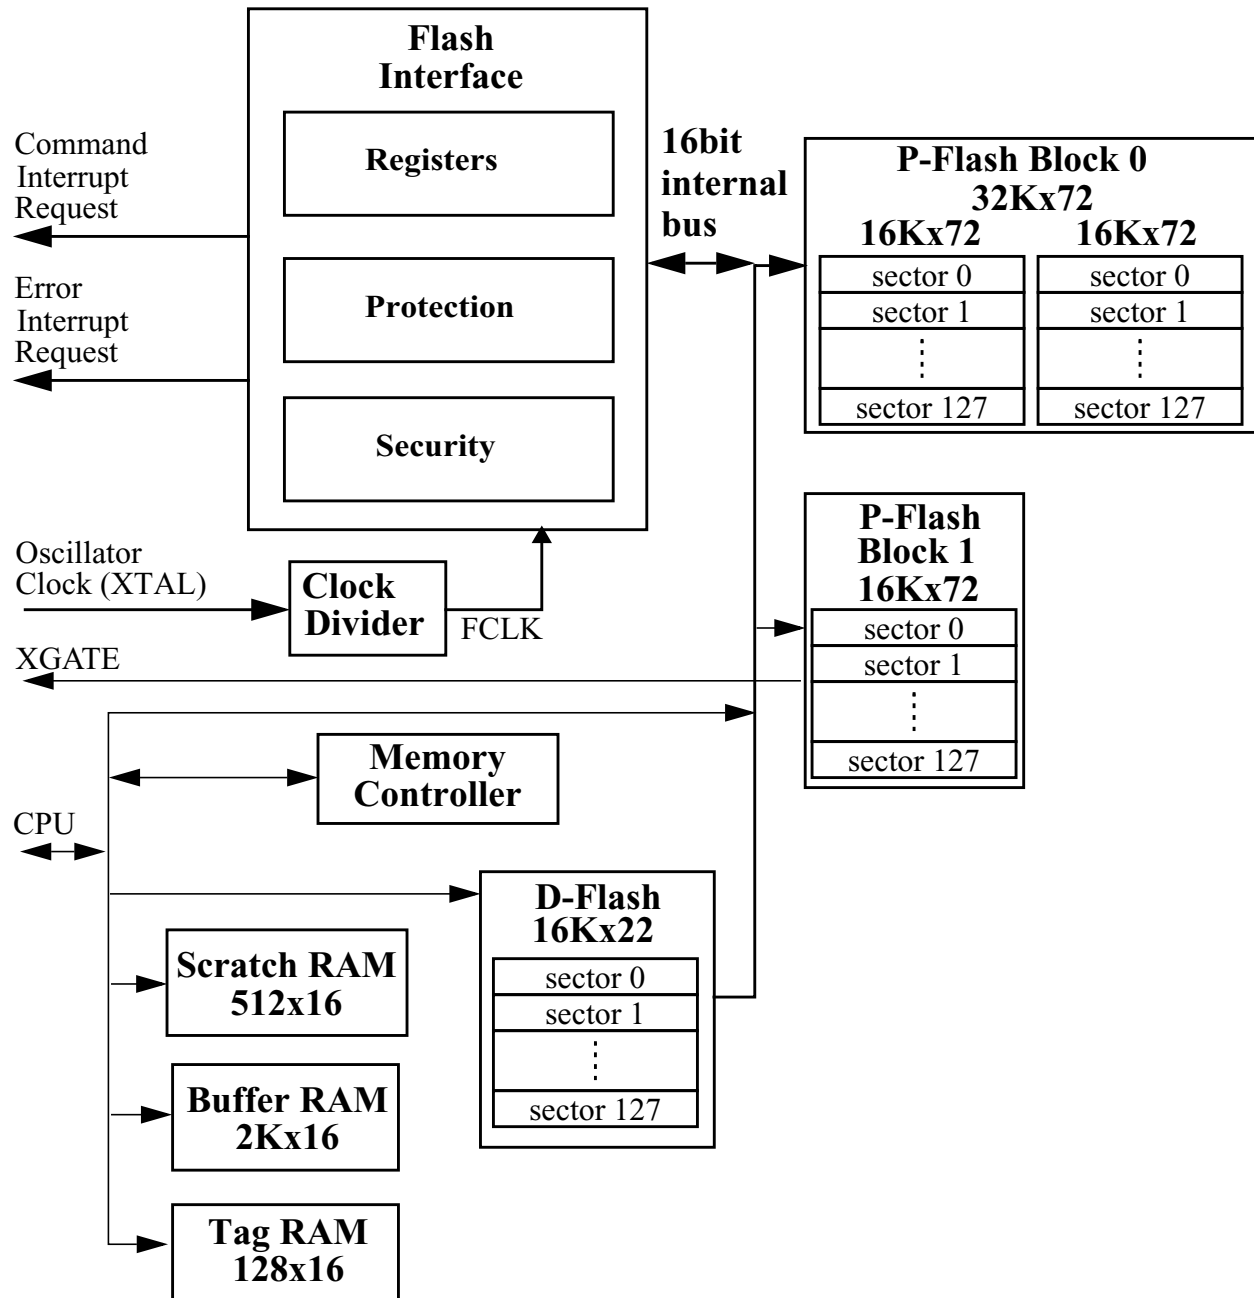 Flash
Interface
Registers
Protection
Security
Command
Interrupt
Request
Error
Interrupt
Request
16bit
internal
bus
P-Flash Block 0
32Kx72
16Kx72
16Kx72
sector 0
sector 0
sector 1
sector 1
sector 127
sector 127
Oscillator
Clock (XTAL)
Clock
Divider
FCLK
XGATE
P-Flash
Block 1
16Kx72
sector 0
sector 1
sector 127
Memory
Controller
CPU
D-Flash
16Kx22
sector 0
sector 1
sector 127
Scratch RAM
512x16
Buffer RAM
2Kx16
Tag RAM
128x16